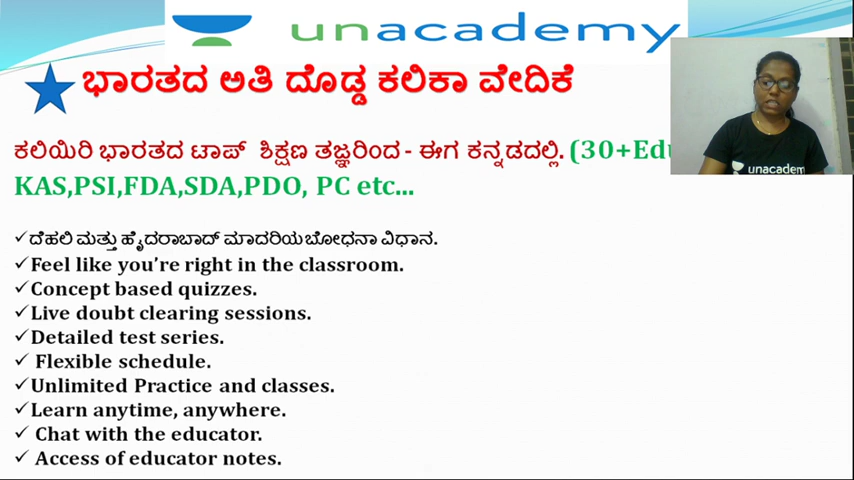 unacademy
ಭಾರತದ ಅತಿ ದೊಡ್ಡ ಕಲಿಕಾ ವೇದಿಕೆ
ಕಲಿಯಿರಿ ಭಾರತದ ಟಾಪ್ ಶಿಕ್ಷಣ ತಜ್ಞರಿಂದ - ಈಗ ಕನ್ನಡದಲ್ಲಿ. (30+Edu
KAS,PSI,FDA,SDA,PDO, PC etc...
unacademy
✓ದೆಹಲಿ ಮತ್ತು ಹೈದರಾಬಾದ್ ಮಾದರಿಯ ಬೋಧನಾ ವಿಧಾನ.
✓Feel like you’re right in the classroom.
✓Concept based quizzes.
✓Live doubt clearing sessions.
✓Detailed test series.
✓ Flexible schedule.
✓Unlimited Practice and classes.
✓Learn anytime, anywhere.
✓ Chat with the educator.
✓ Access of educator notes.